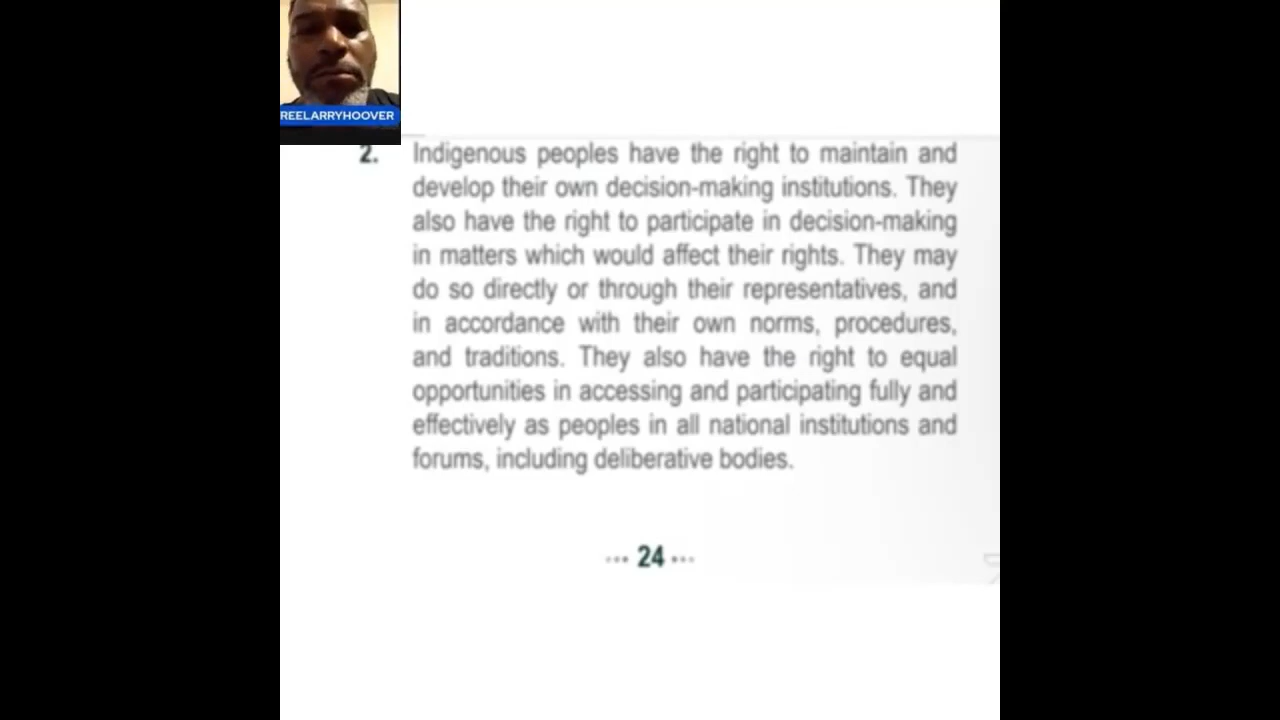 REELARRYHOOVER
2. Indigenous peoples have the right to maintain and
develop their own decision-making institutions. They
also have the right to participate in decision-making
in matters which would affect their rights. They may
do so directly or through their representatives, and
in accordance with their own norms, procedures,
and traditions. They also have the right to equal
opportunities in accessing and participating fully and
effectively as peoples in all national institutions and
forums, including deliberative bodies.
··· 24 ···